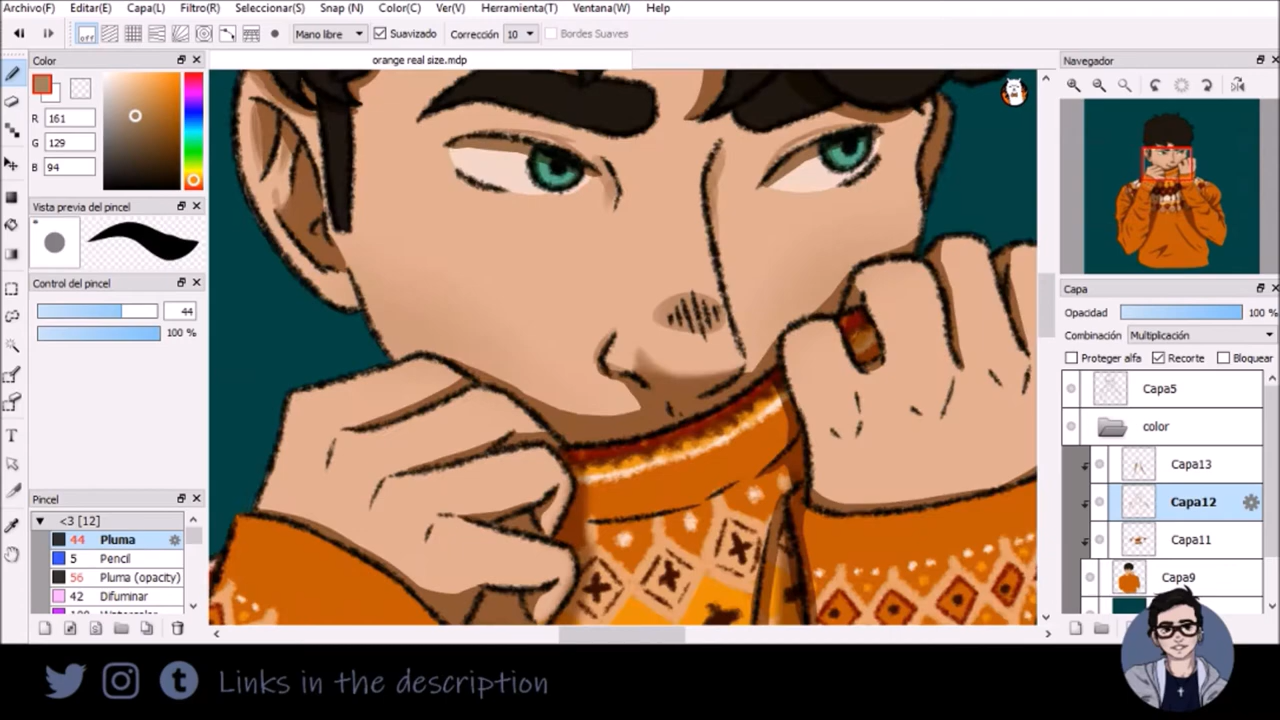 Archivo(F) Editar(E) Capa(L) Filtro(R) Seleccionar(S) Snap (N) Color(C) Ver(V) Herramienta(T) Ventana(W) Help
off Mano libre Suavizado Corrección 10 Bordes Suaves
Color
orange real size.mdp
Navegador
R 161
G 129
B 94
Vista previa del pincel
Control del pincel
44
100 %
Capa
Opacidad 100 %
Combinación Multiplicación
Proteger alfa Recorte Bloquear
Capa5
color
Capa13
Capa12
Capa11
Capa9
Pincel
<3 [12]
44 Pluma
5 Pencil
56 Pluma (opacity)
42 Difuminar
Links in the description